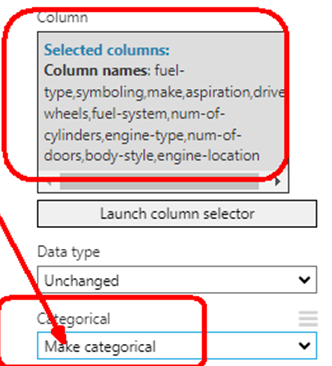 Column
Selected columns:
Column names: fuel-
type,symboling,make,aspiration,drive
wheels,fuel-system,num-of-
cylinders,engine-type,num-of-
doors,body-style,engine-location
Launch column selector
Data type
Unchanged
Categorical
Make categorical